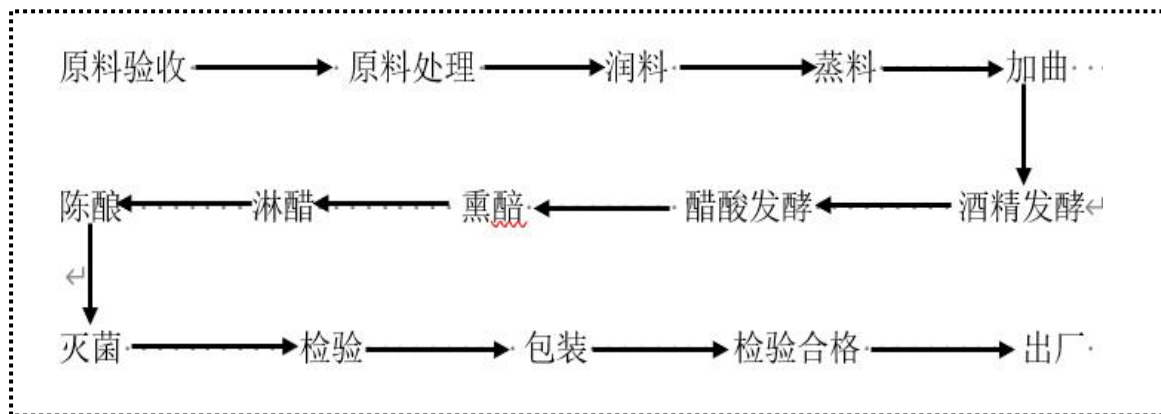 原料验收 原料处理 润料 蒸料 加曲
陈酿 淋醋 熏醅 醋酸发酵 酒精发酵
灭菌 检验 包装 检验合格 出厂